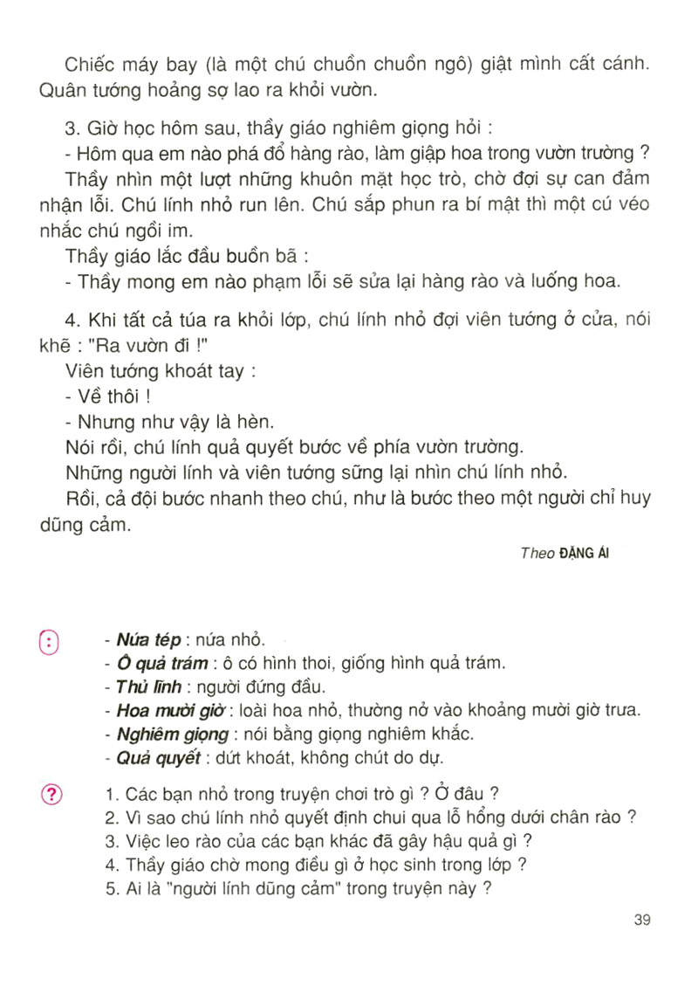 Chiếc máy bay (là một chú chuồn chuồn ngô) giật mình cất cánh.
Quân tướng hoảng sợ lao ra khỏi vườn.
3. Giờ học hôm sau, thầy giáo nghiêm giọng hỏi :
- Hôm qua em nào phá đổ hàng rào, làm giập hoa trong vườn trường ?
Thầy nhìn một lượt những khuôn mặt học trò, chờ đợi sự can đảm
nhận lỗi. Chú lính nhỏ run lên. Chú sắp phun ra bí mật thì một cú véo
nhắc chú ngồi im.
Thầy giáo lắc đầu buồn bã :
- Thầy mong em nào phạm lỗi sẽ sửa lại hàng rào và luống hoa.
4. Khi tất cả túa ra khỏi lớp, chú lính nhỏ đợi viên tướng ở cửa, nói
khẽ : "Ra vườn đi !"
Viên tướng khoát tay :
- Về thôi !
- Nhưng như vậy là hèn.
Nói rồi, chú lính quả quyết bước về phía vườn trường.
Những người lính và viên tướng sững lại nhìn chú lính nhỏ.
Rồi, cả đội bước nhanh theo chú, như là bước theo một người chỉ huy
dũng cảm.
Theo ĐẶNG ÁI
: - Nứa tép : nứa nhỏ.
- Ô quả trám : ô có hình thoi, giống hình quả trám.
- Thủ lĩnh : người đứng đầu.
- Hoa mười giờ : loài hoa nhỏ, thường nở vào khoảng mười giờ trưa.
- Nghiêm giọng : nói bằng giọng nghiêm khắc.
- Quả quyết : dứt khoát, không chút do dự.
? 1. Các bạn nhỏ trong truyện chơi trò gì ? Ở đâu ?
2. Vì sao chú lính nhỏ quyết định chui qua lỗ hổng dưới chân rào ?
3. Việc leo rào của các bạn khác đã gây hậu quả gì ?
4. Thầy giáo chờ mong điều gì ở học sinh trong lớp ?
5. Ai là "người lính dũng cảm" trong truyện này ?
39